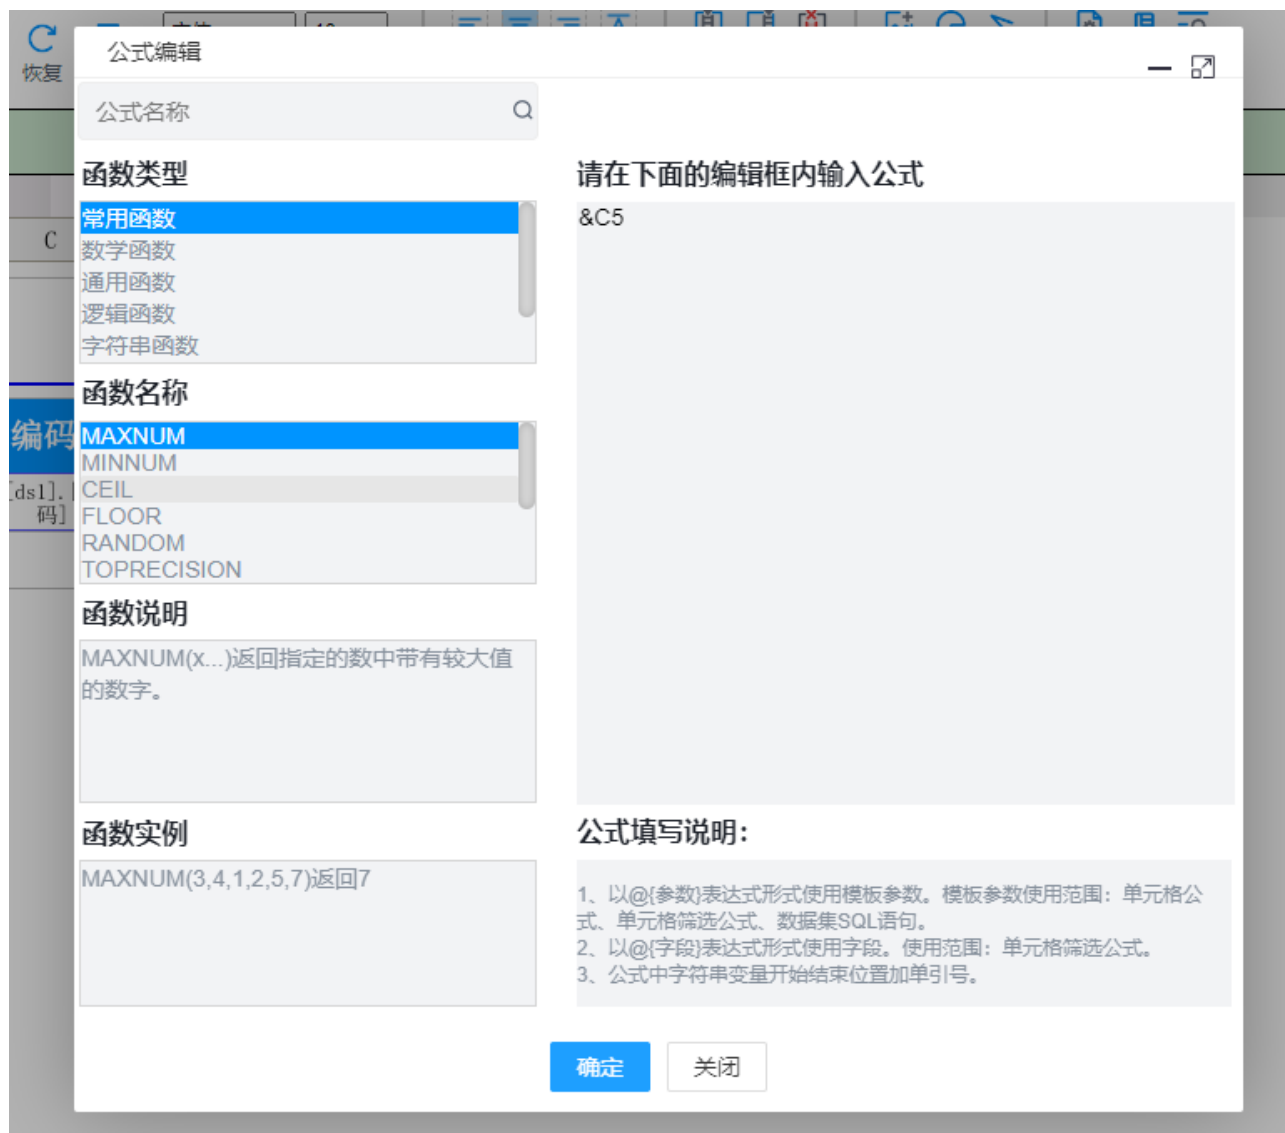 恢复
公式编辑
公式名称
函数类型
常用函数
数学函数
通用函数
逻辑函数
字符串函数
函数名称
MAXNUM
MINNUM
CEIL
FLOOR
RANDOM
TOPRECISION
函数说明
MAXNUM(x...)返回指定的数中带有较大值
的数字。
函数实例
MAXNUM(3,4,1,2,5,7)返回7
请在下面的编辑框内输入公式
&C5
公式填写说明：
1、以@{参数}表达式形式使用模板参数。模板参数使用范围：单元格公
式、单元格筛选公式、数据集SQL语句。
2、以@{字段}表达式形式使用字段。使用范围：单元格筛选公式。
3、公式中字符串变量开始结束位置加单引号。
确定
关闭
C
编码
[ds1].[
码]